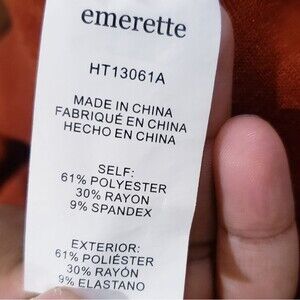 emerette
HT13061A
MADE IN CHINA
FABRIQUÉ EN CHINA
HECHO EN CHINA
SELF:
61% POLYESTER
30% RAYON
9% SPANDEX
EXTERIOR:
61% POLIÉSTER
30% RAYÓN
9% ELASTANO